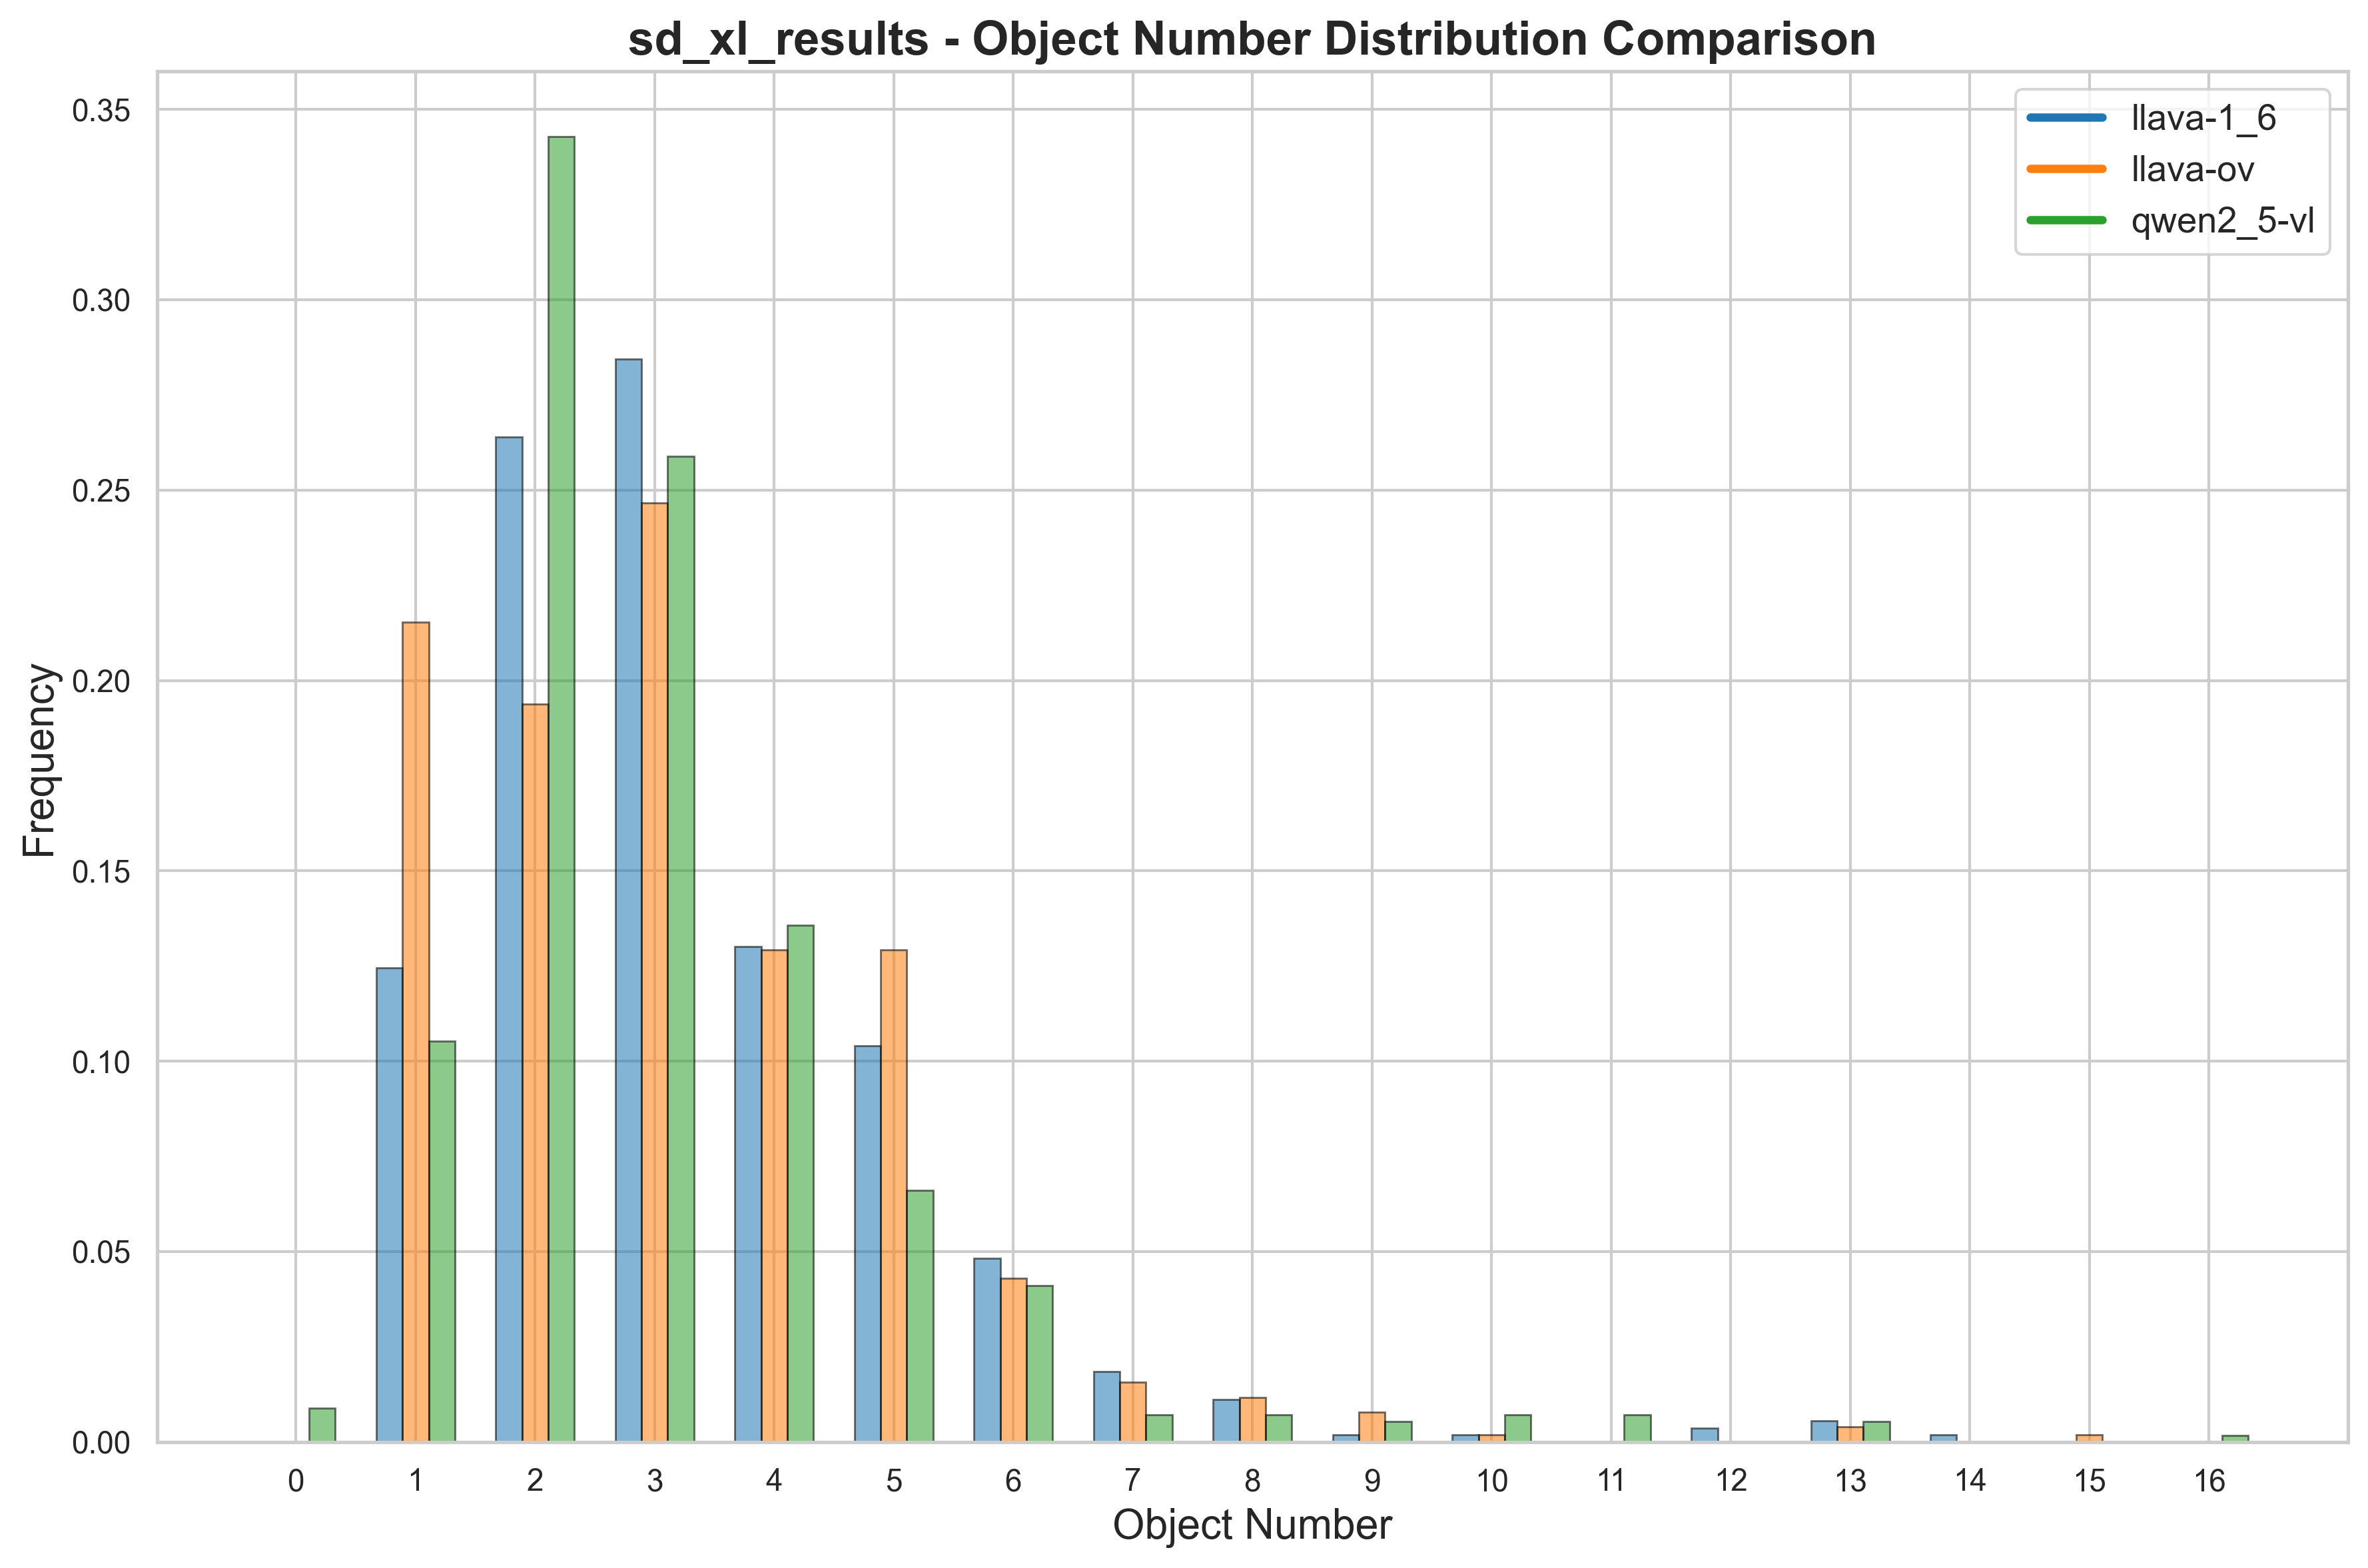 sd_xl_results - Object Number Distribution Comparison
llava-1_6
llava-ov
qwen2_5-vl
Frequency
0.35
0.30
0.25
0.20
0.15
0.10
0.05
0.00
0 1 2 3 4 5 6 7 8 9 10 11 12 13 14 15 16
Object Number